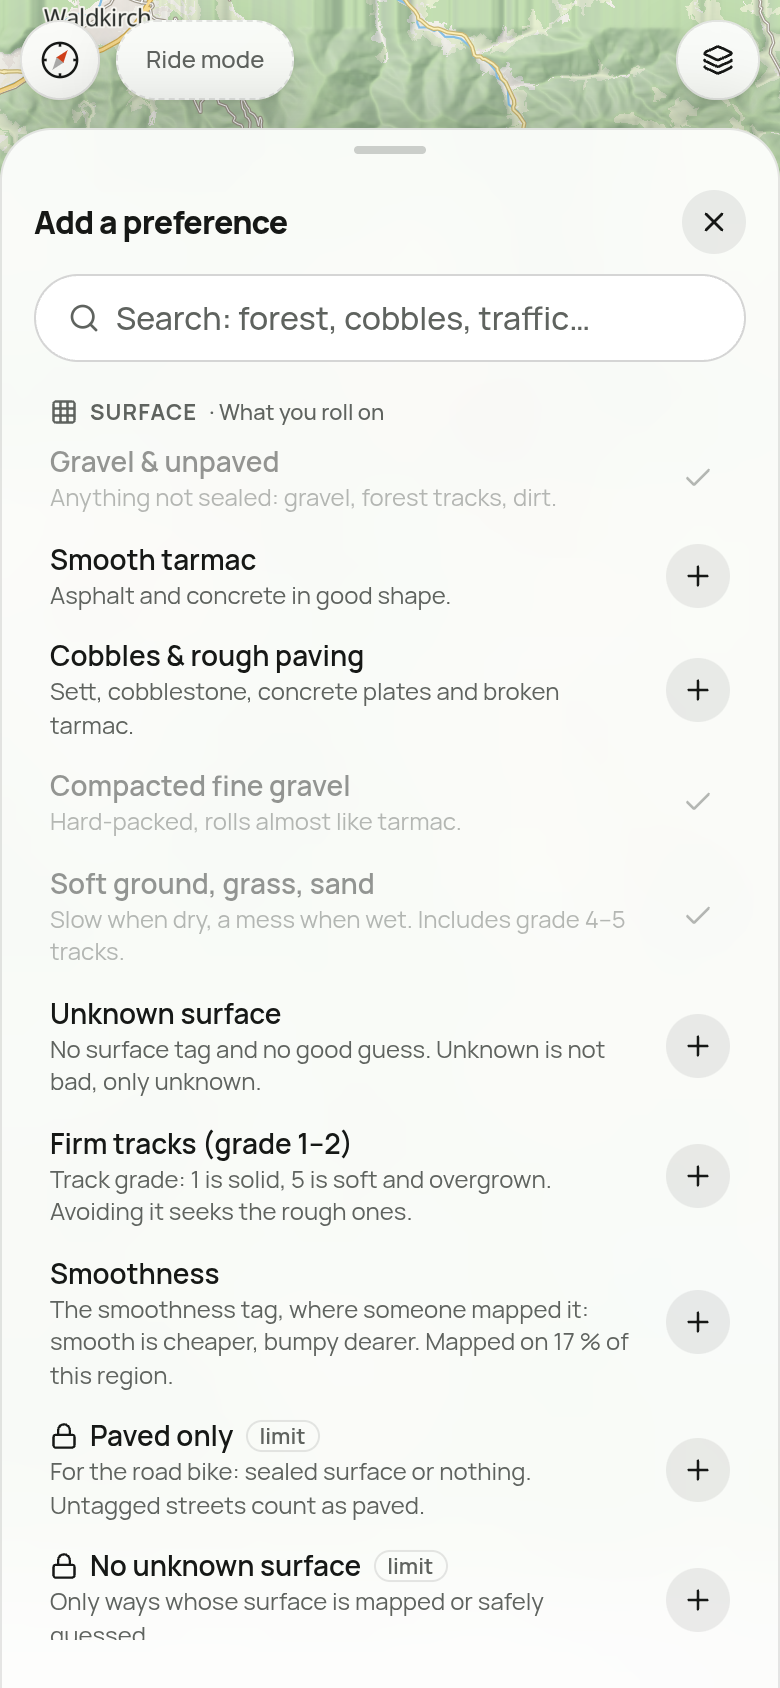 Waldkirch
Ride mode
Add a preference
Search: forest, cobbles, traffic…
SURFACE · What you roll on
Gravel & unpaved
Anything not sealed: gravel, forest tracks, dirt.
Smooth tarmac
Asphalt and concrete in good shape.
Cobbles & rough paving
Sett, cobblestone, concrete plates and broken
tarmac.
Compacted fine gravel
Hard-packed, rolls almost like tarmac.
Soft ground, grass, sand
Slow when dry, a mess when wet. Includes grade 4–5
tracks.
Unknown surface
No surface tag and no good guess. Unknown is not
bad, only unknown.
Firm tracks (grade 1–2)
Track grade: 1 is solid, 5 is soft and overgrown.
Avoiding it seeks the rough ones.
Smoothness
The smoothness tag, where someone mapped it:
smooth is cheaper, bumpy dearer. Mapped on 17 % of
this region.
Paved only limit
For the road bike: sealed surface or nothing.
Untagged streets count as paved.
No unknown surface limit
Only ways whose surface is mapped or safely
guessed.